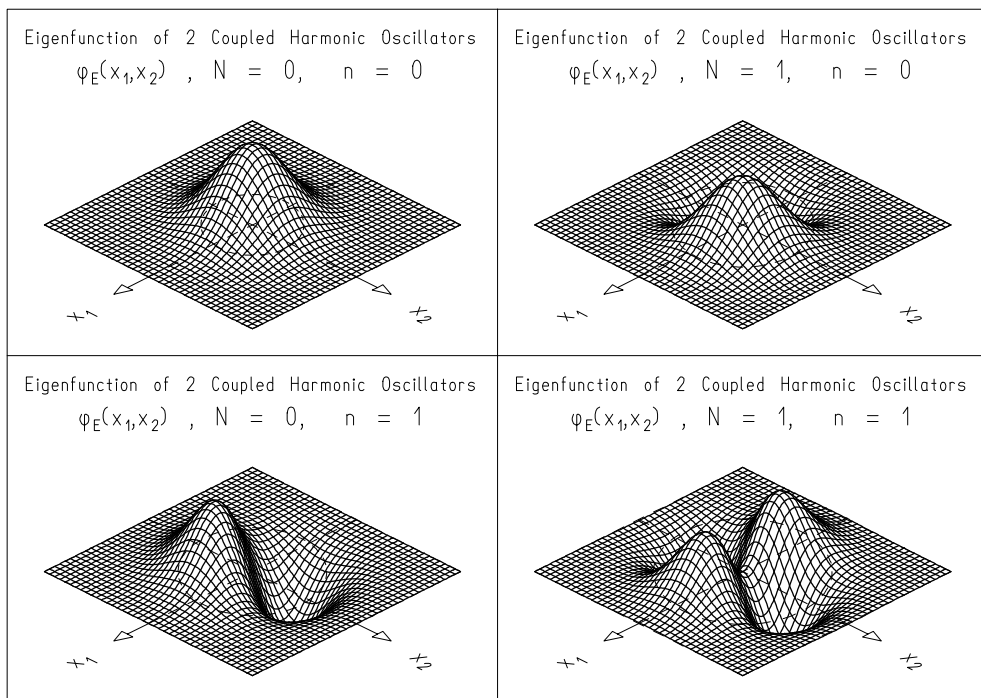 Eigenfunction of 2 Coupled Harmonic Oscillators
φE(x1,x2) , N = 0, n = 0
x1
x2
Eigenfunction of 2 Coupled Harmonic Oscillators
φE(x1,x2) , N = 1, n = 0
x1
x2
Eigenfunction of 2 Coupled Harmonic Oscillators
φE(x1,x2) , N = 0, n = 1
x1
x2
Eigenfunction of 2 Coupled Harmonic Oscillators
φE(x1,x2) , N = 1, n = 1
x1
x2